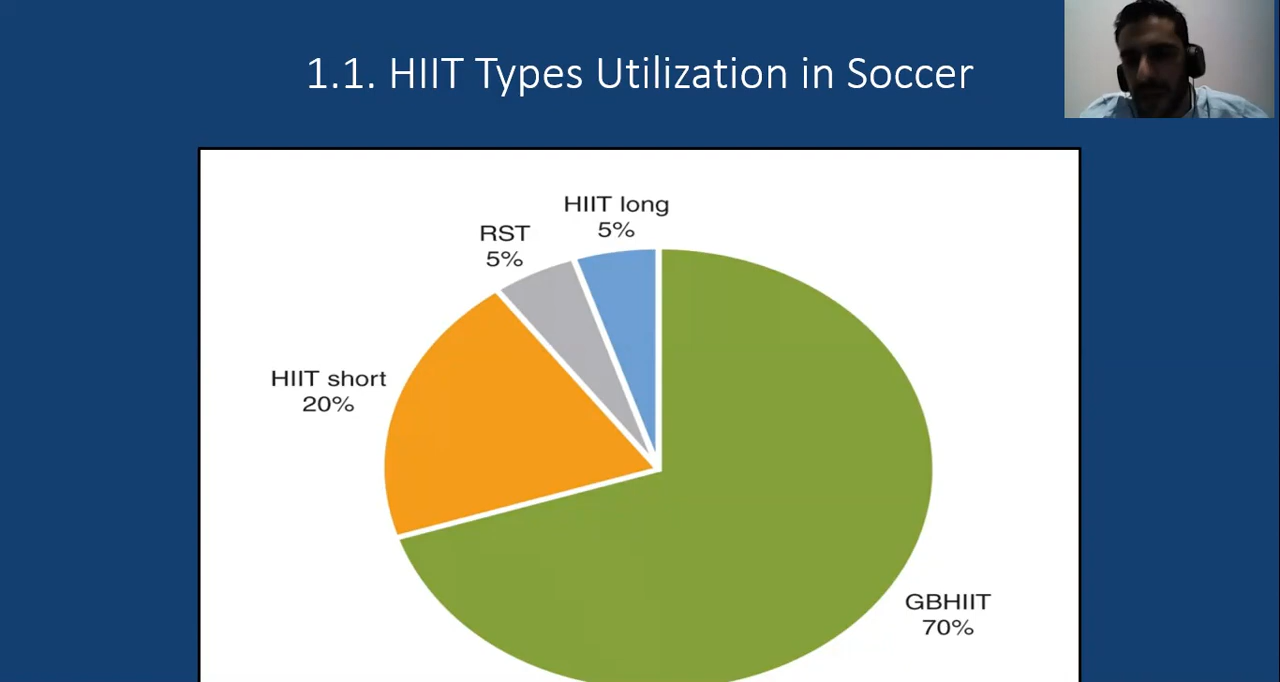 1.1. HIIT Types Utilization in Soccer
HIIT long
5%
RST
5%
HIIT short
20%
GBHIIT
70%